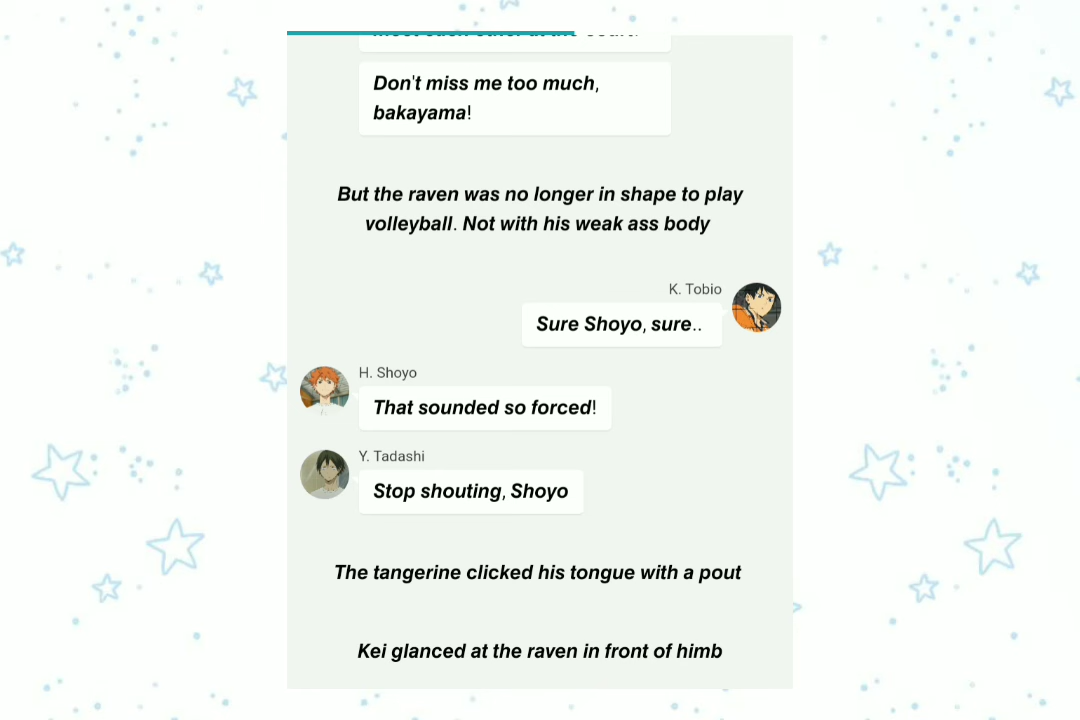 Don't miss me too much,
bakayama!
But the raven was no longer in shape to play
volleyball. Not with his weak ass body
K. Tobio
Sure Shoyo, sure..
H. Shoyo
That sounded so forced!
Y. Tadashi
Stop shouting, Shoyo
The tangerine clicked his tongue with a pout
Kei glanced at the raven in front of himb